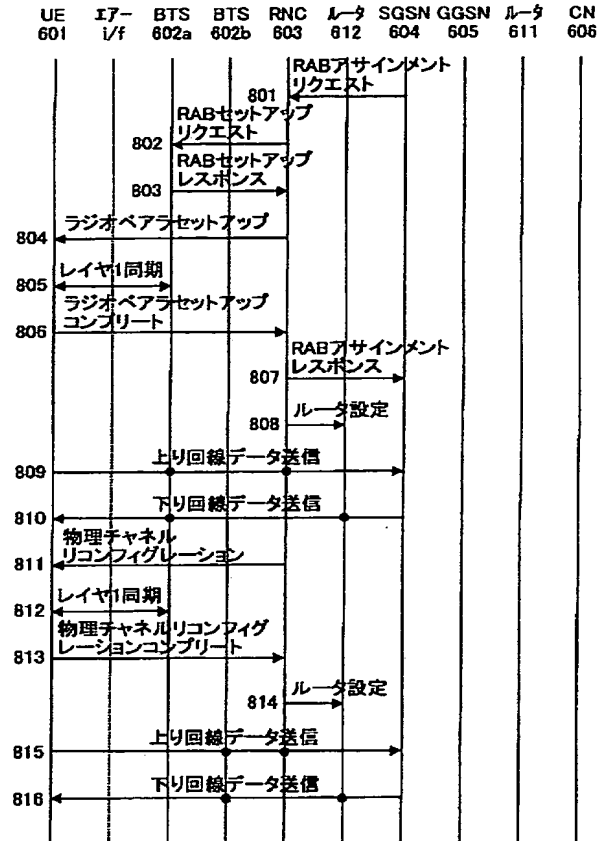 UE エアー BTS BTS RNC ルータ SGSN GGSN ルータ CN
601 i/f 602a 602b 603 612 604 605 611 606
RABアサインメント
リクエスト
801
RABセットアップ
リクエスト
802
RABセットアップ
レスポンス
803
ラジオベアラセットアップ
804
レイヤ1同期
805
ラジオベアラセットアップ
コンプリート
806
RABアサインメント
レスポンス
807
ルータ設定
808
上り回線データ送信
809
下り回線データ送信
810
物理チャネル
リコンフィグレーション
811
レイヤ1同期
812
物理チャネルリコンフィグ
レーションコンプリート
813
ルータ設定
814
上り回線データ送信
815
下り回線データ送信
816